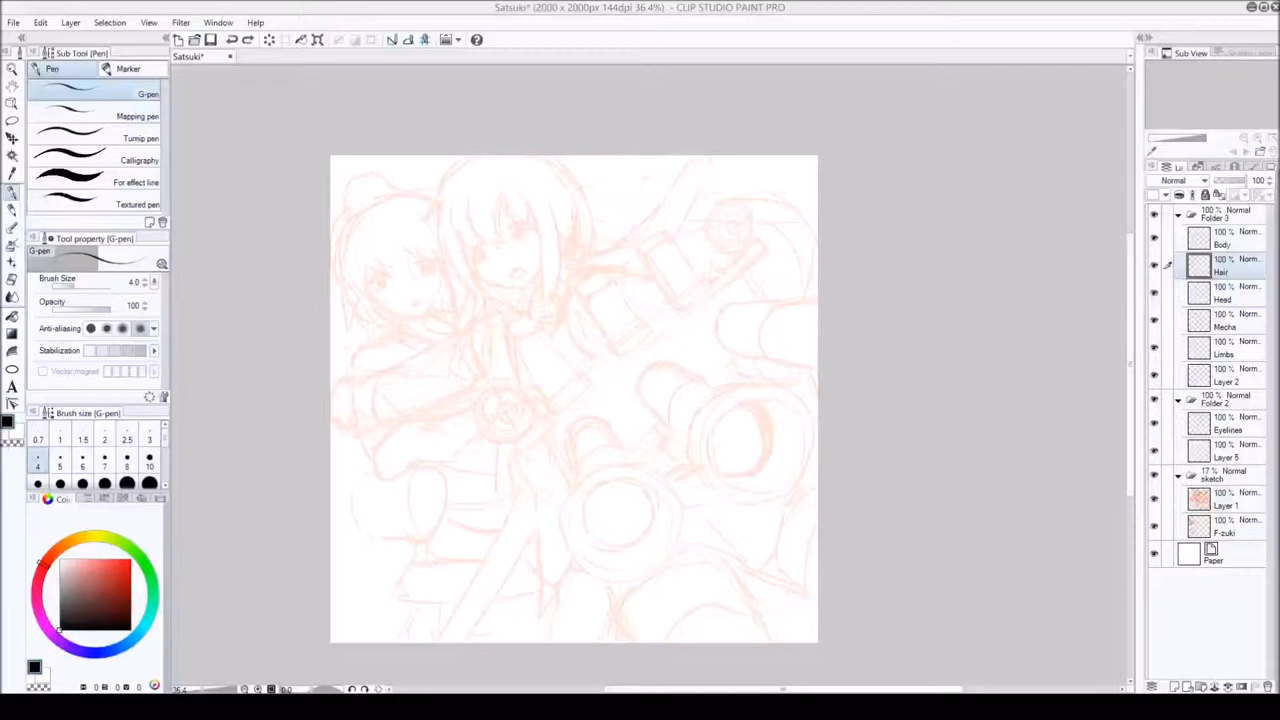 Satsuki* (2000 x 2000px 144dpi 36.4%) - CLIP STUDIO PAINT PRO
File Edit Layer Selection View Filter Window Help
Sub Tool [Pen]
Satsuki*
Sub View
Pen Marker
G-pen
Mapping pen
Turnip pen
Calligraphy
For effect line
Textured pen
Tool property [G-pen]
G-pen
Brush Size 4.0
Opacity 100
Anti-aliasing
Stabilization
Vector magnet
Brush size [G-pen]
0.7 1 1.5 2 2.5 3
4 5 6 7 8 10
Normal 100
100 % Normal
Folder 3
100 % Norm...
Body
100 % Norm...
Hair
100 % Norm...
Head
100 % Norm...
Mecha
100 % Norm...
Limbs
100 % Norm...
Layer 2
100 % Normal
Folder 2
100 % Norm...
Eyelines
100 % Norm...
Layer 5
17 % Normal
sketch
100 % Norm...
Layer 1
100 % Norm...
F-zuki
Paper
36.4
0.0